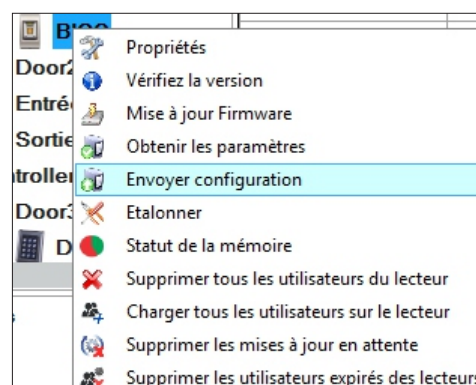 Propriétés
Door2
Vérifiez la version
Entrée
Mise à jour Firmware
Sortie
Obtenir les paramètres
Envoyer configuration
Door3
Etalonner
D
Statut de la mémoire
Supprimer tous les utilisateurs du lecteur
Charger tous les utilisateurs sur le lecteur
Supprimer les mises à jour en attente
Supprimer les utilisateurs expirés des lecteurs